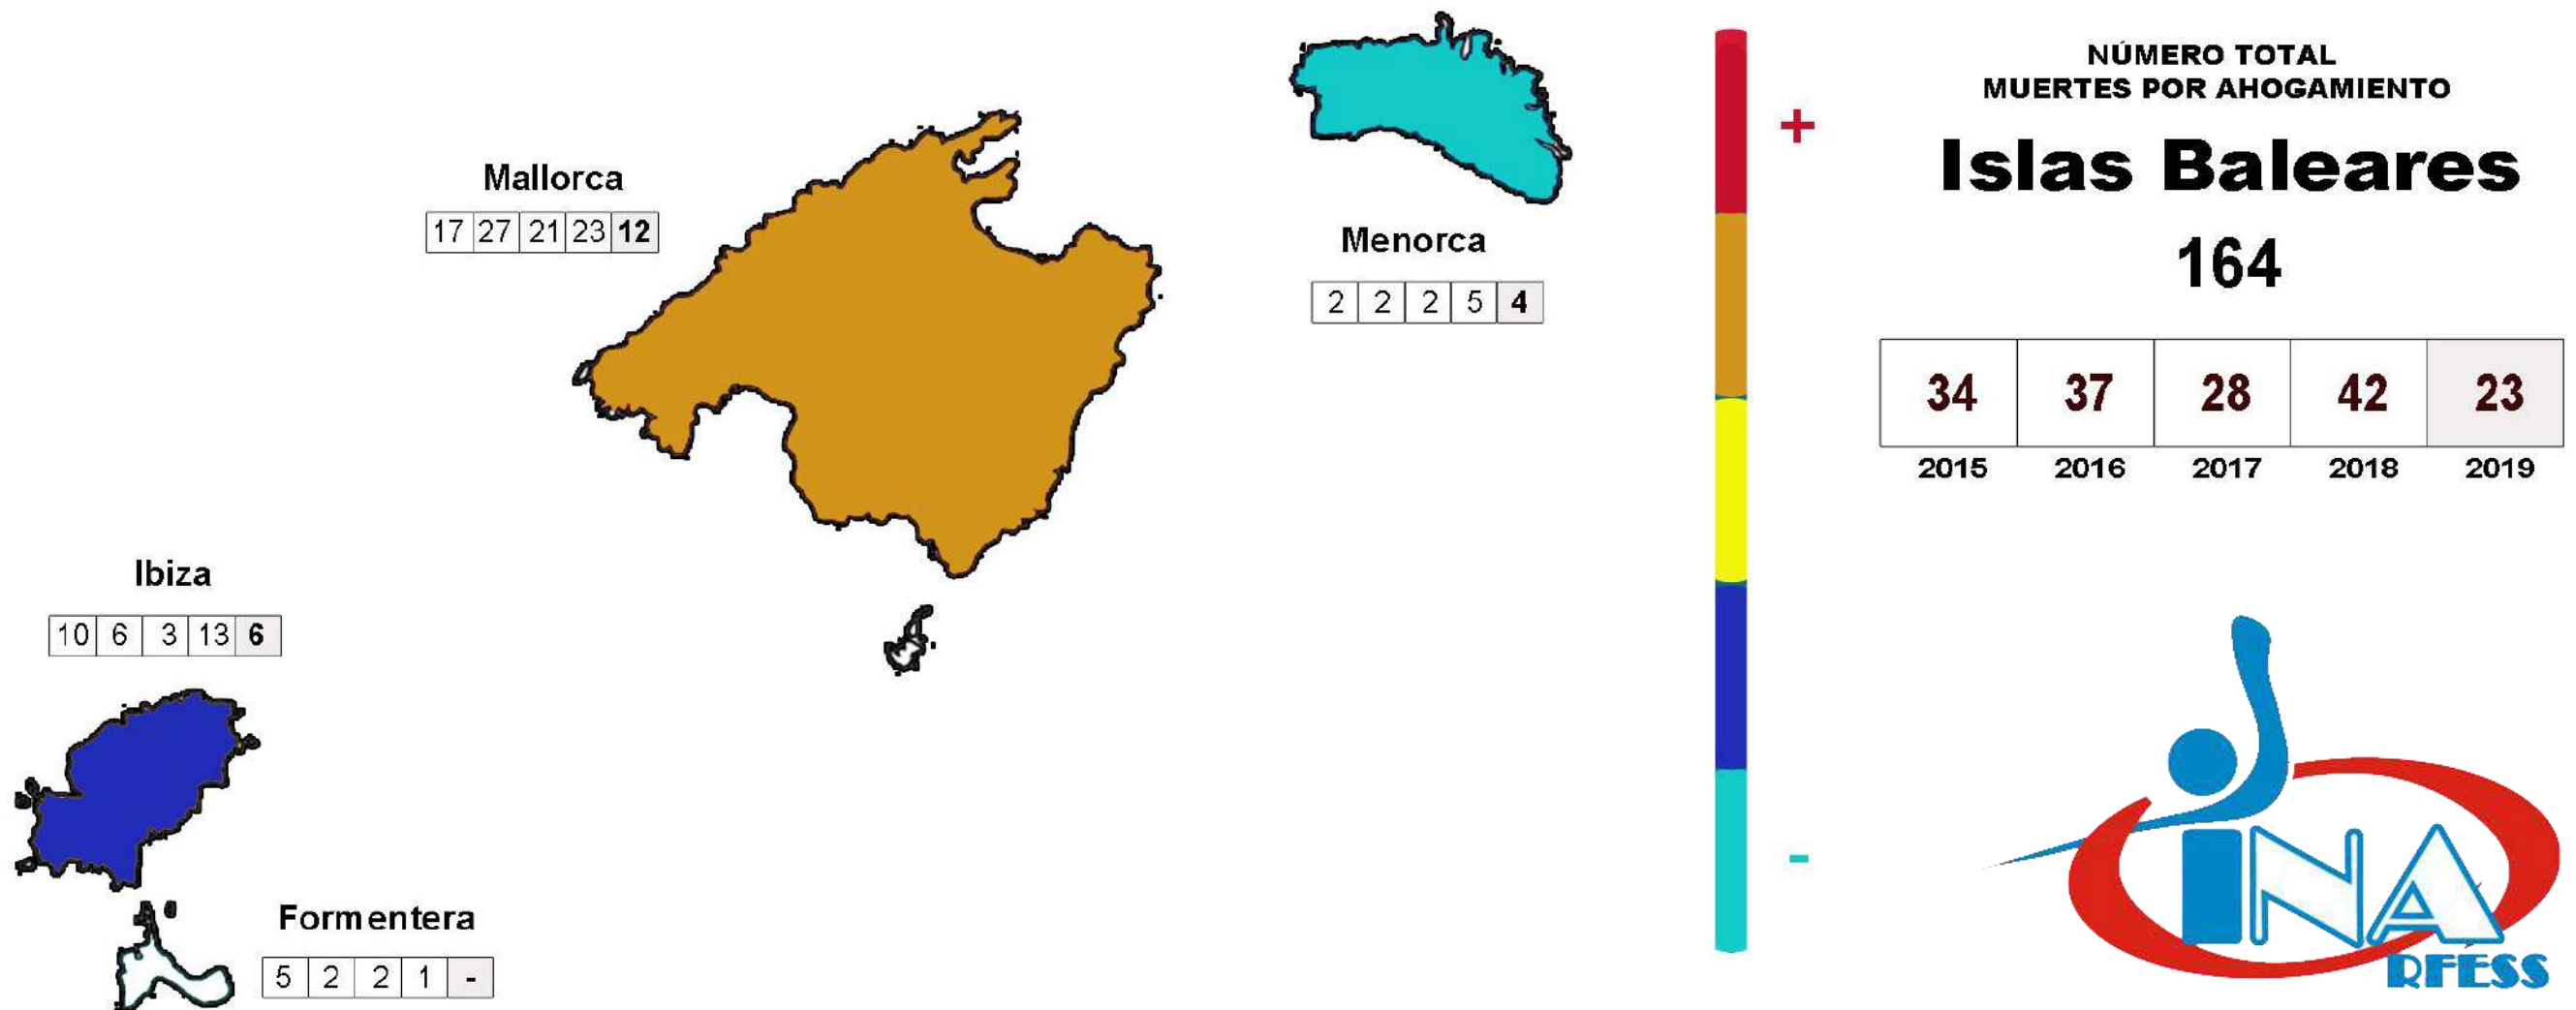 NÚMERO TOTAL
MUERTES POR AHOGAMIENTO
Islas Baleares
164
34 37 28 42 23
2015 2016 2017 2018 2019
+
-
Mallorca
17 27 21 23 12
Menorca
2 2 2 5 4
Ibiza
10 6 3 13 6
Formentera
5 2 2 1 -
INA
RFESS